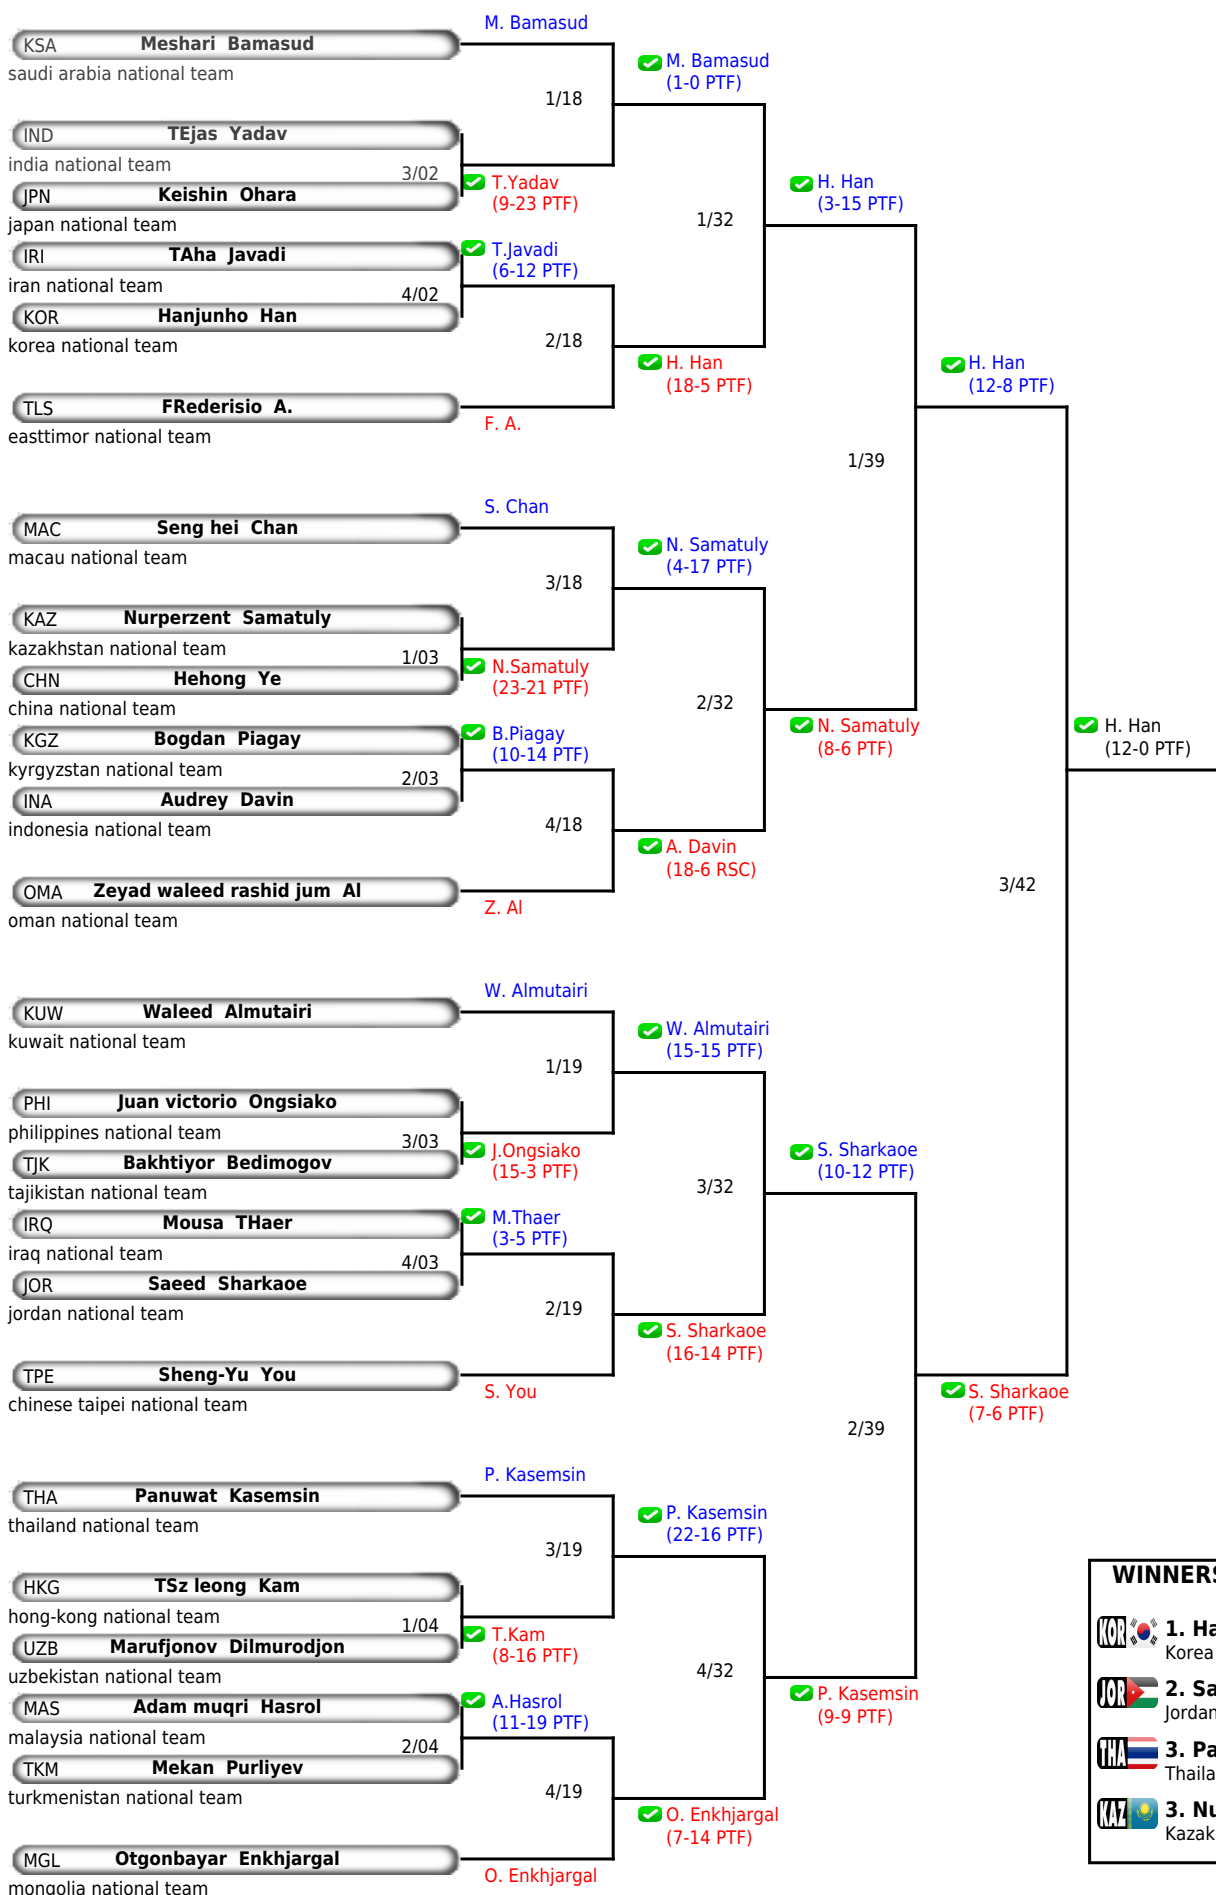 M. Bamasud
KSA Meshari Bamasud
saudi arabia national team
M. Bamasud
(1-0 PTF)
1/18
IND TEjas Yadav
india national team
3/02
T.Yadav
(9-23 PTF)
JPN Keishin Ohara
japan national team
H. Han
(3-15 PTF)
1/32
IRI TAha Javadi
iran national team
T.Javadi
(6-12 PTF)
4/02
KOR Hanjunho Han
korea national team
2/18
H. Han
(18-5 PTF)
H. Han
(12-8 PTF)
TLS FRederisio A.
easttimor national team
F. A.
1/39
S. Chan
MAC Seng hei Chan
macau national team
N. Samatuly
(4-17 PTF)
3/18
KAZ Nurperzent Samatuly
kazakhstan national team
1/03
N.Samatuly
(23-21 PTF)
CHN Hehong Ye
china national team
2/32
KGZ Bogdan Piagay
kyrgyzstan national team
B.Piagay
(10-14 PTF)
N. Samatuly
(8-6 PTF)
H. Han
(12-0 PTF)
2/03
INA Audrey Davin
indonesia national team
4/18
A. Davin
(18-6 RSC)
OMA Zeyad waleed rashid jum Al
oman national team
Z. Al
3/42
W. Almutairi
KUW Waleed Almutairi
kuwait national team
W. Almutairi
(15-15 PTF)
1/19
PHI Juan victorio Ongsiako
philippines national team
3/03
J.Ongsiako
(15-3 PTF)
TJK Bakhtiyor Bedimogov
tajikistan national team
S. Sharkaoe
(10-12 PTF)
3/32
IRQ Mousa THaer
iraq national team
M.Thaer
(3-5 PTF)
4/03
JOR Saeed Sharkaoe
jordan national team
2/19
S. Sharkaoe
(16-14 PTF)
TPE Sheng-Yu You
chinese taipei national team
S. You
S. Sharkaoe
(7-6 PTF)
2/39
P. Kasemsin
THA Panuwat Kasemsin
thailand national team
P. Kasemsin
(22-16 PTF)
3/19
HKG TSz leong Kam
hong-kong national team
1/04
T.Kam
(8-16 PTF)
UZB Marufjonov Dilmurodjon
uzbekistan national team
4/32
MAS Adam muqri Hasrol
malaysia national team
A.Hasrol
(11-19 PTF)
P. Kasemsin
(9-9 PTF)
2/04
TKM Mekan Purliyev
turkmenistan national team
4/19
O. Enkhjargal
(7-14 PTF)
MGL Otgonbayar Enkhjargal
mongolia national team
O. Enkhjargal
WINNERS
KOR 1. Ha
Korea
JOR 2. Sa
Jordan
THA 3. Pa
Thaila
KAZ 3. Nu
Kazak